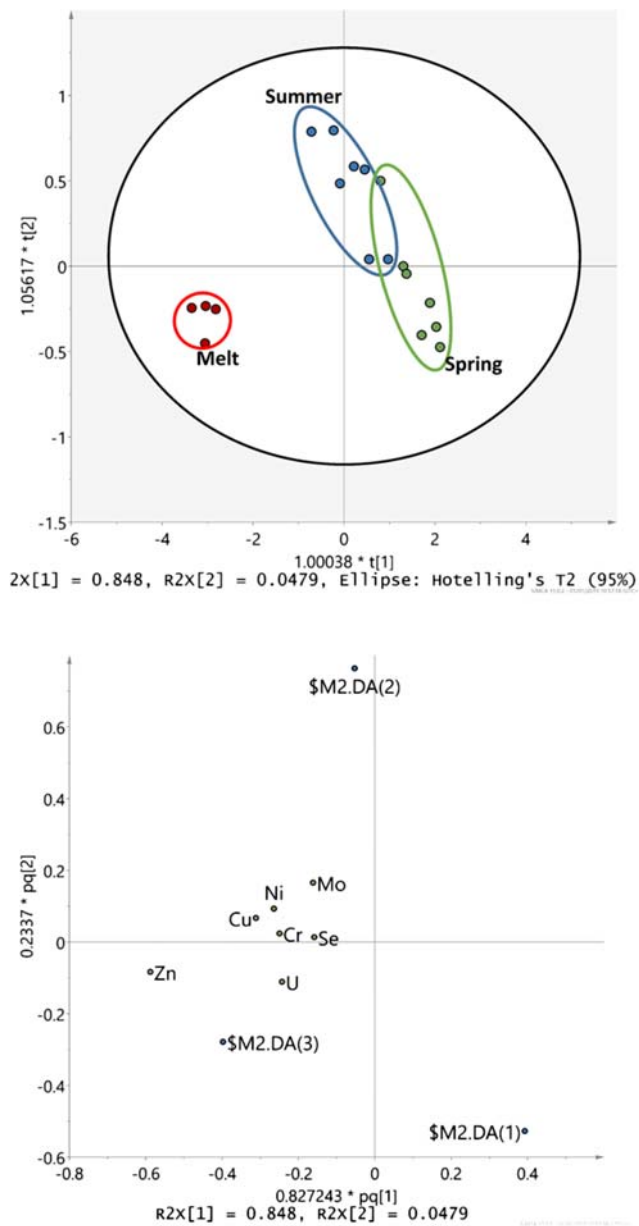 1
0.5
0
-0.5
-1
-1.5
1.05617 * t[2]
Summer
Melt
Spring
-6 -4 -2 0 2 4
1.00038 * t[1]
2X[1] = 0.848, R2X[2] = 0.0479, Ellipse: Hotelling's T2 (95%)
0.6
0.4
0.2
0
-0.2
-0.4
-0.6
0.2337 * pq[2]
$M2.DA(2)
Mo
Ni
Cu
Cr
Se
Zn
U
$M2.DA(3)
$M2.DA(1)
-0.8 -0.6 -0.4 -0.2 0 0.2 0.4
0.827243 * pq[1]
R2X[1] = 0.848, R2X[2] = 0.0479